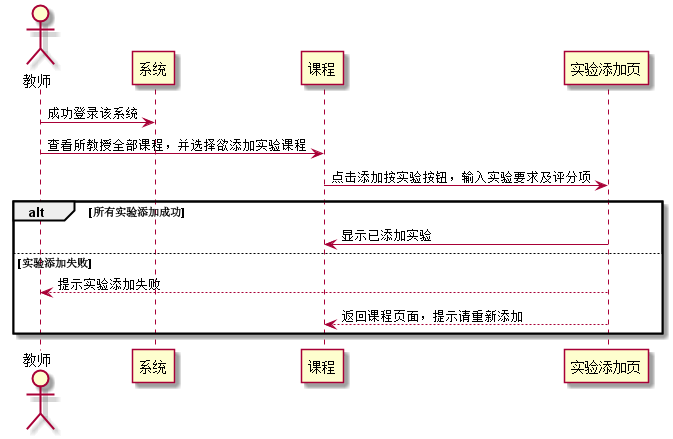 教师
系统
课程
实验添加页
成功登录该系统
查看所教授全部课程，并选择欲添加实验课程
点击添加按实验按钮，输入实验要求及评分项
alt
[所有实验添加成功]
显示已添加实验
[实验添加失败]
提示实验添加失败
返回课程页面，提示请重新添加
教师
系统
课程
实验添加页